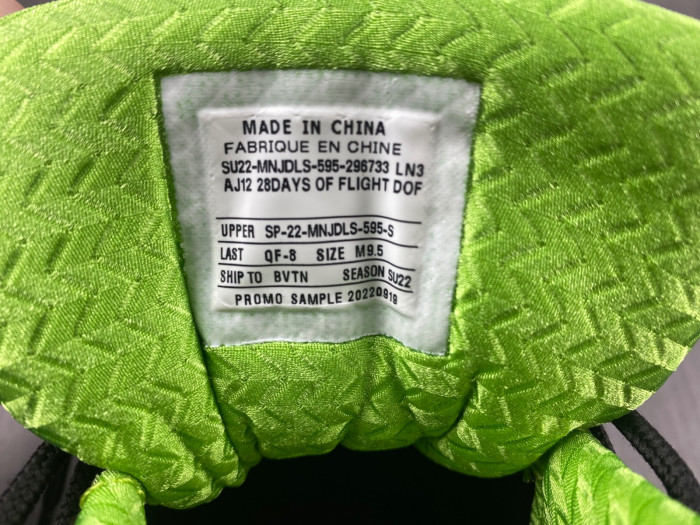 MADE IN CHINA
FABRIQUE EN CHINE
SU22-MNJDLS-595-296733 LN3
AJ12 28DAYS OF FLIGHT DOF
UPPER SP-22-MNJDLS-595-S
LAST QF-8 SIZE M9.5
SHIP TO BVTN SEASON SU22
PROMO SAMPLE 20220919